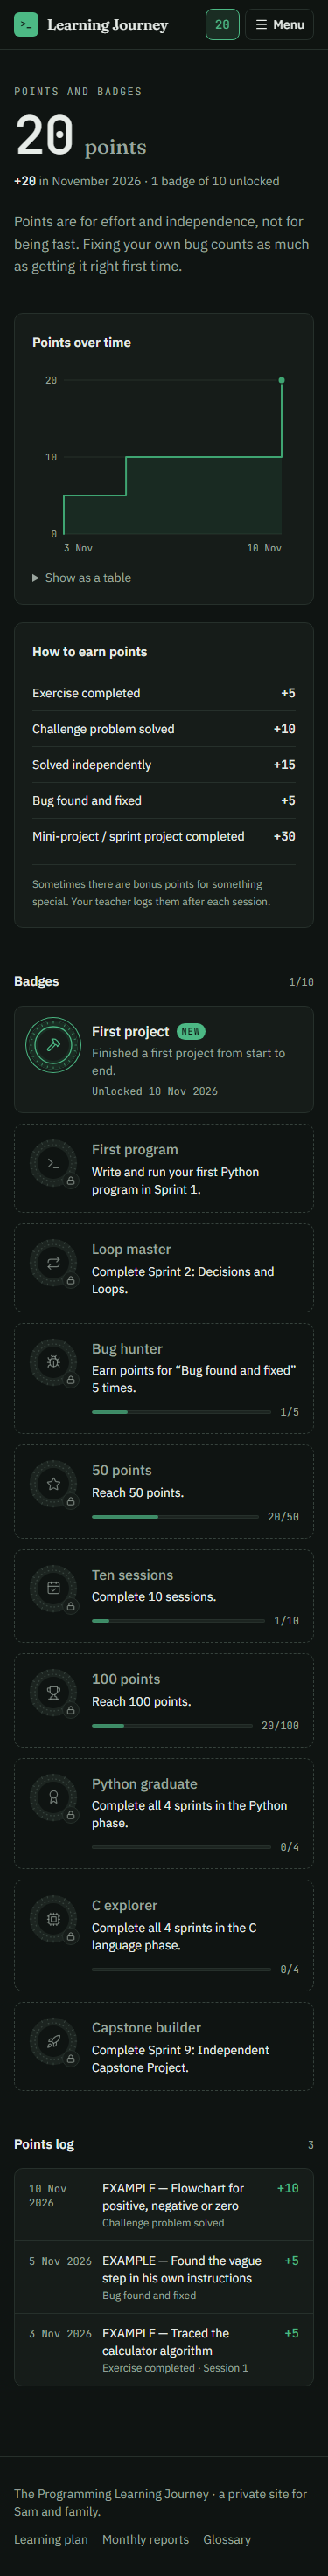 >_ Learning Journey 20 Menu
POINTS AND BADGES
20 points
+20 in November 2026 · 1 badge of 10 unlocked
Points are for effort and independence, not for
being fast. Fixing your own bug counts as much
as getting it right first time.
Points over time
20
10
0
3 Nov 10 Nov
Show as a table
How to earn points
Exercise completed +5
Challenge problem solved +10
Solved independently +15
Bug found and fixed +5
Mini-project / sprint project completed +30
Sometimes there are bonus points for something
special. Your teacher logs them after each session.
Badges 1/10
First project NEW
Finished a first project from start to
end.
Unlocked 10 Nov 2026
First program
Write and run your first Python
program in Sprint 1.
Loop master
Complete Sprint 2: Decisions and
Loops.
Bug hunter
Earn points for “Bug found and fixed”
5 times.
1/5
50 points
Reach 50 points.
20/50
Ten sessions
Complete 10 sessions.
1/10
100 points
Reach 100 points.
20/100
Python graduate
Complete all 4 sprints in the Python
phase.
0/4
C explorer
Complete all 4 sprints in the C
language phase.
0/4
Capstone builder
Complete Sprint 9: Independent
Capstone Project.
Points log 3
10 Nov 2026 EXAMPLE — Flowchart for +10
positive, negative or zero
Challenge problem solved
5 Nov 2026 EXAMPLE — Found the vague +5
step in his own instructions
Bug found and fixed
3 Nov 2026 EXAMPLE — Traced the +5
calculator algorithm
Exercise completed · Session 1
The Programming Learning Journey · a private site for
Sam and family.
Learning plan Monthly reports Glossary